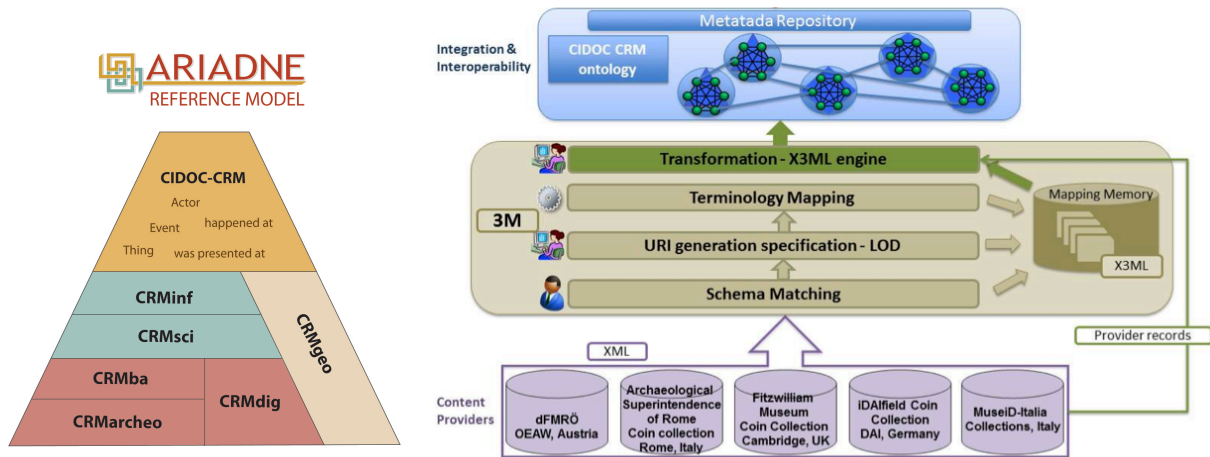 ARIADNE
REFERENCE MODEL
CIDOC-CRM
Actor
Event
happened at
Thing
was presented at
CRMinf
CRMsci
CRMgeo
CRMba
CRMdig
CRMarcheo
Metatada Repository
Integration &
Interoperability
CIDOC CRM
ontology
Transformation - X3ML engine
Terminology Mapping
Mapping Memory
3M
URI generation specification - LOD
X3ML
Schema Matching
Provider records
XML
Content
Providers
dFMRÖ
OEAW, Austria
Archaeological
Superintendence
of Rome
Coin collection
Rome, Italy
Fitzwilliam
Museum
Coin Collection
Cambridge, UK
iDAIfield Coin
Collection
DAI, Germany
MuseiD-Italia
Collections, Italy